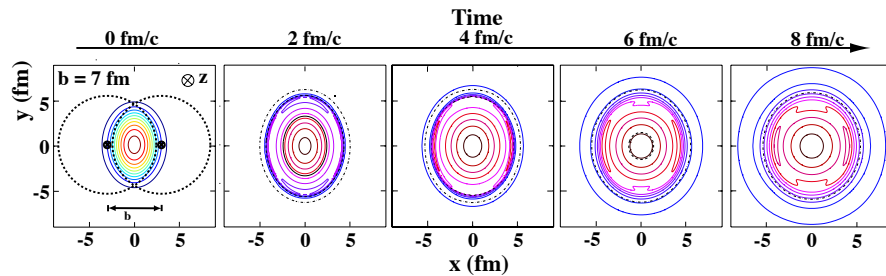 Time
0 fm/c 2 fm/c 4 fm/c 6 fm/c 8 fm/c
b = 7 fm ⊗ z
y (fm)
5
0
-5
b
-5 0 5 -5 0 5 -5 0 5 -5 0 5 -5 0 5
x (fm)